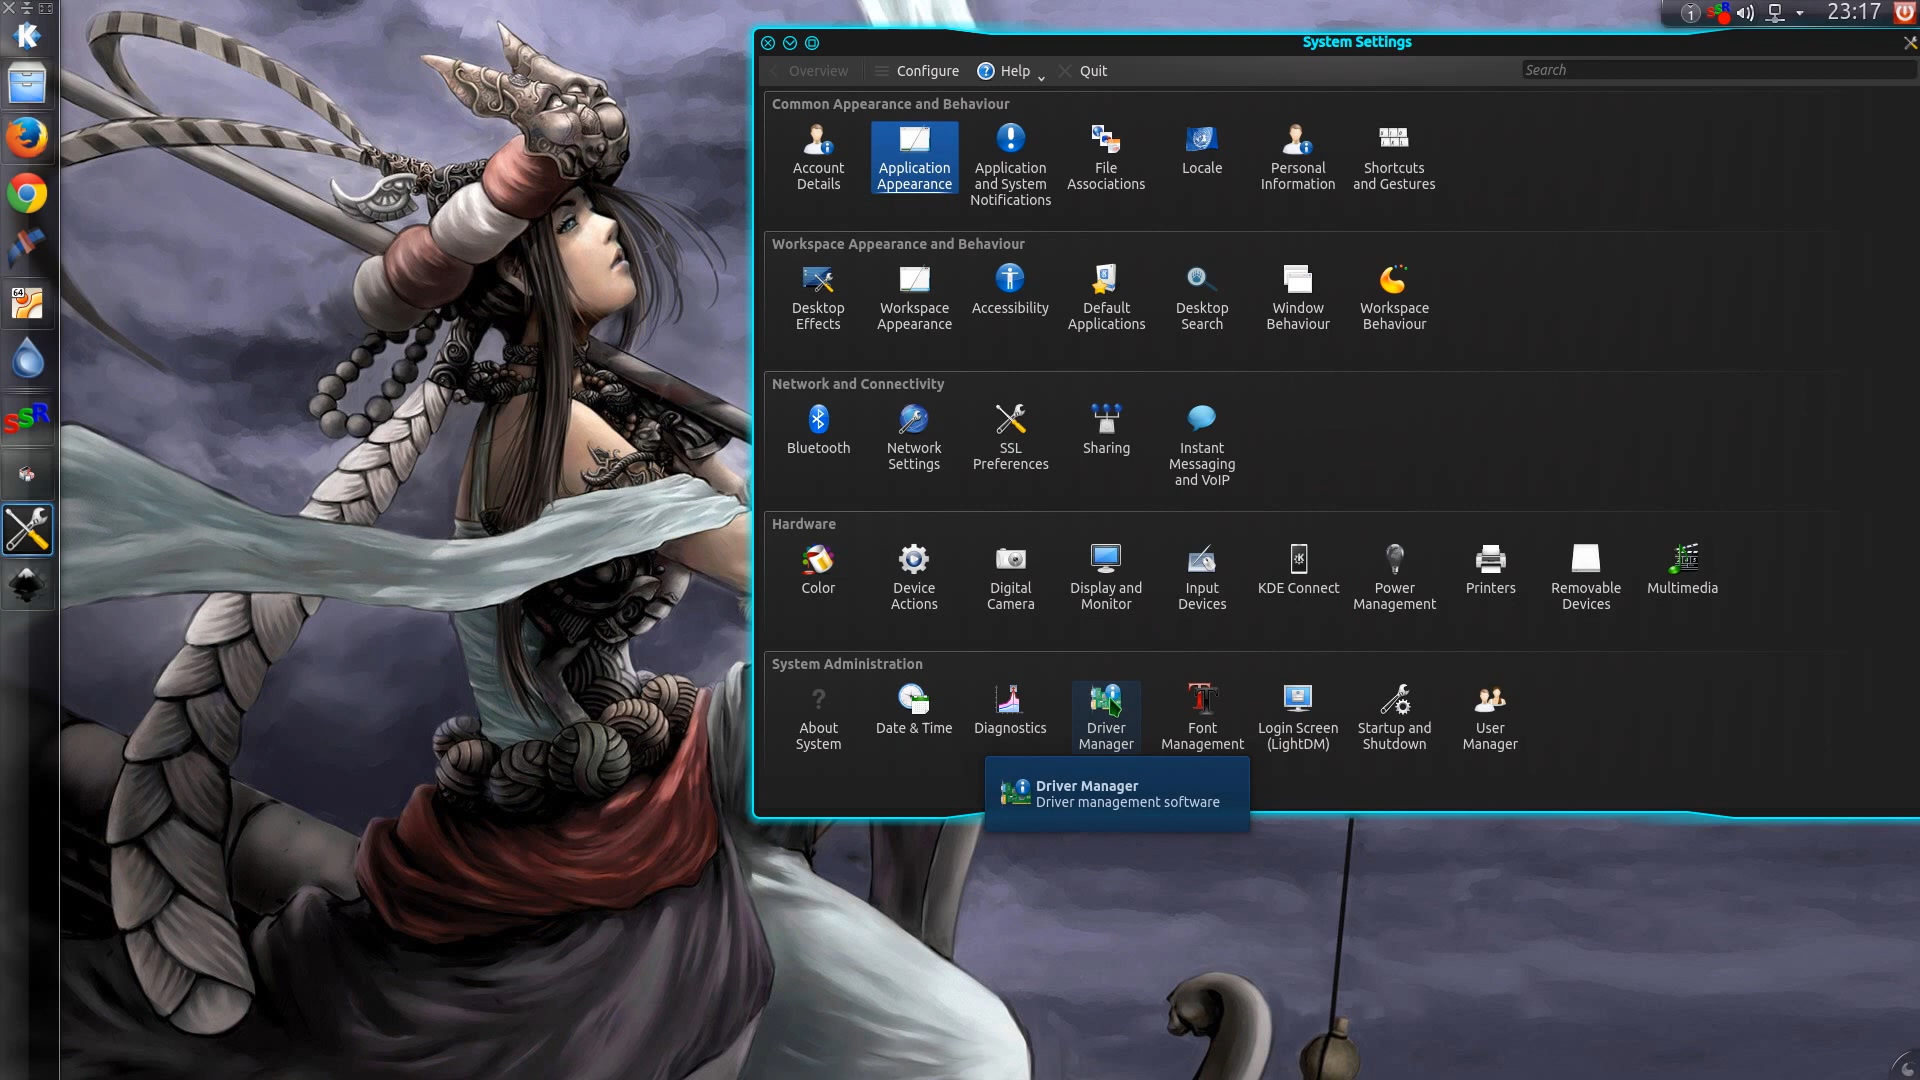 23:17
1
SSR
System Settings
Overview
Configure
Help
Quit
Search
Common Appearance and Behaviour
Account
Details
Application
Appearance
Application
and System
Notifications
File
Associations
Locale
Personal
Information
Shortcuts
and Gestures
Workspace Appearance and Behaviour
Desktop
Effects
Workspace
Appearance
Accessibility
Default
Applications
Desktop
Search
Window
Behaviour
Workspace
Behaviour
Network and Connectivity
Bluetooth
Network
Settings
SSL
Preferences
Sharing
Instant
Messaging
and VoIP
Hardware
Color
Device
Actions
Digital
Camera
Display and
Monitor
Input
Devices
KDE Connect
Power
Management
Printers
Removable
Devices
Multimedia
System Administration
About
System
Date & Time
Diagnostics
Driver
Manager
Font
Management
Login Screen
(LightDM)
Startup and
Shutdown
User
Manager
Driver Manager
Driver management software
K
64
SSR